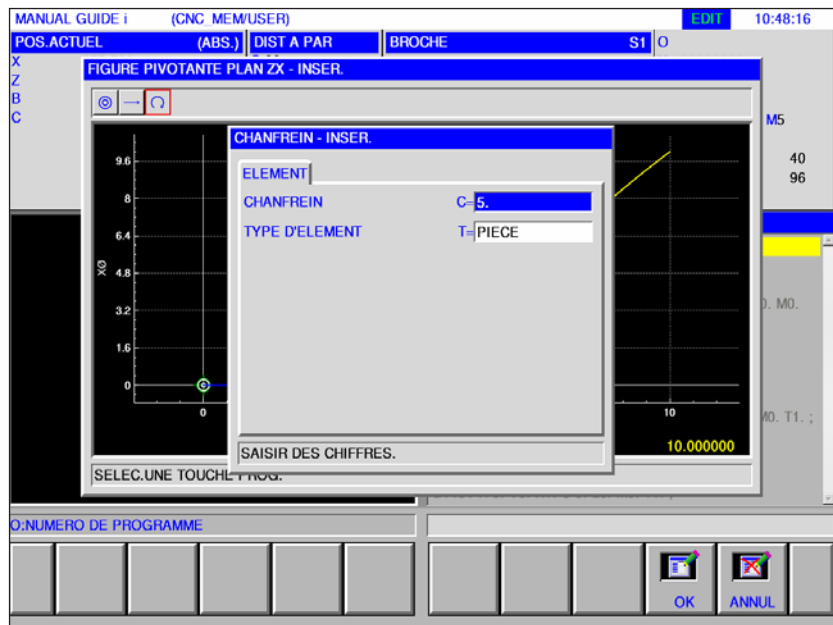 MANUAL GUIDE i (CNC_MEM/USER) EDIT 10:48:16
POS.ACTUEL (ABS.) DIST A PAR BROCHE S1 O
X
Z
B
C
M5
40
96
FIGURE PIVOTANTE PLAN ZX - INSER.
CHANFREIN - INSER.
ELEMENT
CHANFREIN C=5.
TYPE D'ELEMENT T=PIECE
9.6
8
6.4
XØ
4.8
3.2
1.6
0
0
10
10.000000
0. M0.
M0. T1. ;
SAISIR DES CHIFFRES.
SELEC.UNE TOUCHE PROG.
O:NUMERO DE PROGRAMME
OK
ANNUL